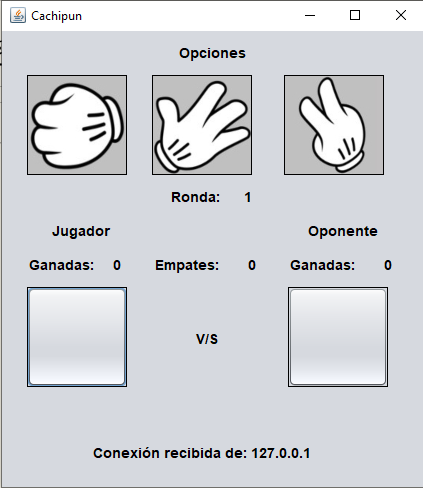 Cachipun
Opciones
Ronda: 1
Jugador Oponente
Ganadas: 0 Empates: 0 Ganadas: 0
V/S
Conexión recibida de: 127.0.0.1